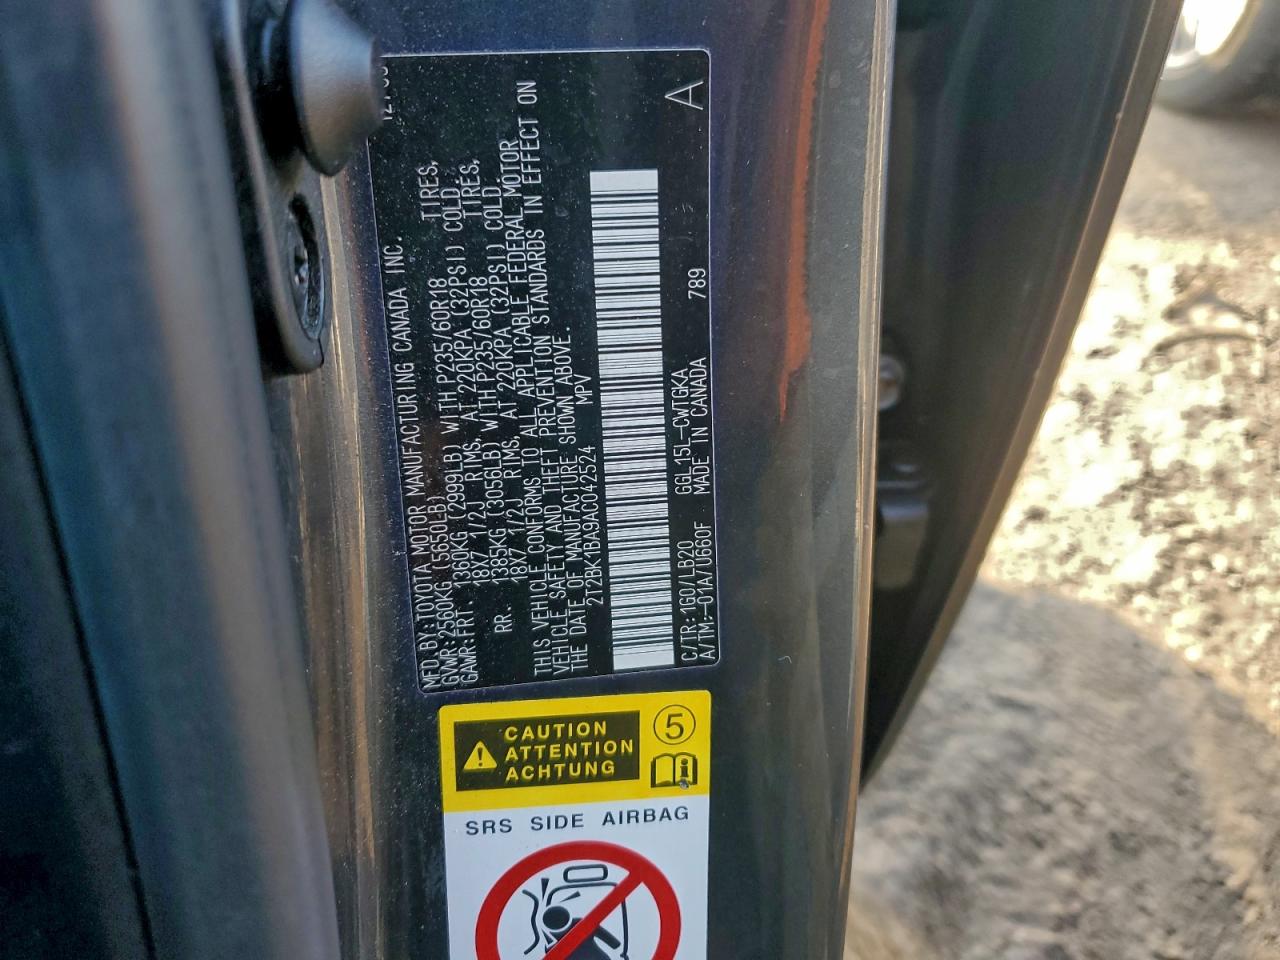 MFD.BY:TOYOTA MOTOR MANUFACTURING CANADA INC.
GVWR:2560KG (5650LB)
GAWR:FRT. 1360KG (2999LB) WITH P235/60R18 TIRES,
18X7 1/2J RIMS, AT 220KPA (32PSI) COLD
RR. 1385KG (3056LB) WITH P235/60R18 TIRES,
18X7 1/2J RIMS, AT 220KPA (32PSI) COLD.
THIS VEHICLE CONFORMS TO ALL APPLICABLE FEDERAL MOTOR
VEHICLE SAFETY AND THEFT PREVENTION STANDARDS IN EFFECT ON
THE DATE OF MANUFACTURE SHOWN ABOVE.
2T2BK1BA9AC042524 MPV
C/TR:1G0/LB20 GGL15L-CWTGKA
A/TM:-01A/U660F MADE IN CANADA 789
A
CAUTION
ATTENTION
ACHTUNG
5
SRS SIDE AIRBAG